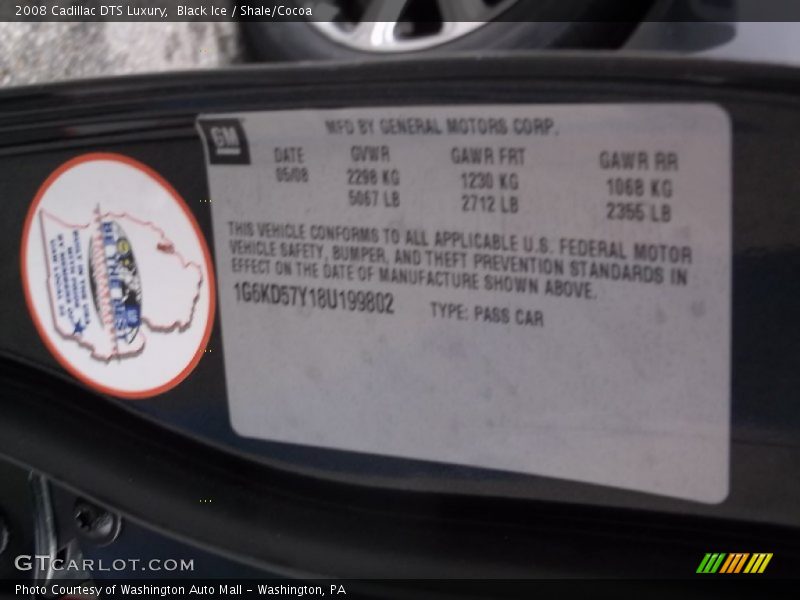 2008 Cadillac DTS Luxury, Black Ice / Shale/Cocoa
GM
MFD BY GENERAL MOTORS CORP.
DATE GVWR GAWR FRT GAWR RR
05/08 2298 KG 1230 KG 1068 KG
5067 LB 2712 LB 2355 LB
THIS VEHICLE CONFORMS TO ALL APPLICABLE U.S. FEDERAL MOTOR
VEHICLE SAFETY, BUMPER, AND THEFT PREVENTION STANDARDS IN
EFFECT ON THE DATE OF MANUFACTURE SHOWN ABOVE.
1G6KD57Y18U199802 TYPE: PASS CAR
BE THE BEST
GTCARLOT.COM
Photo Courtesy of Washington Auto Mall - Washington, PA